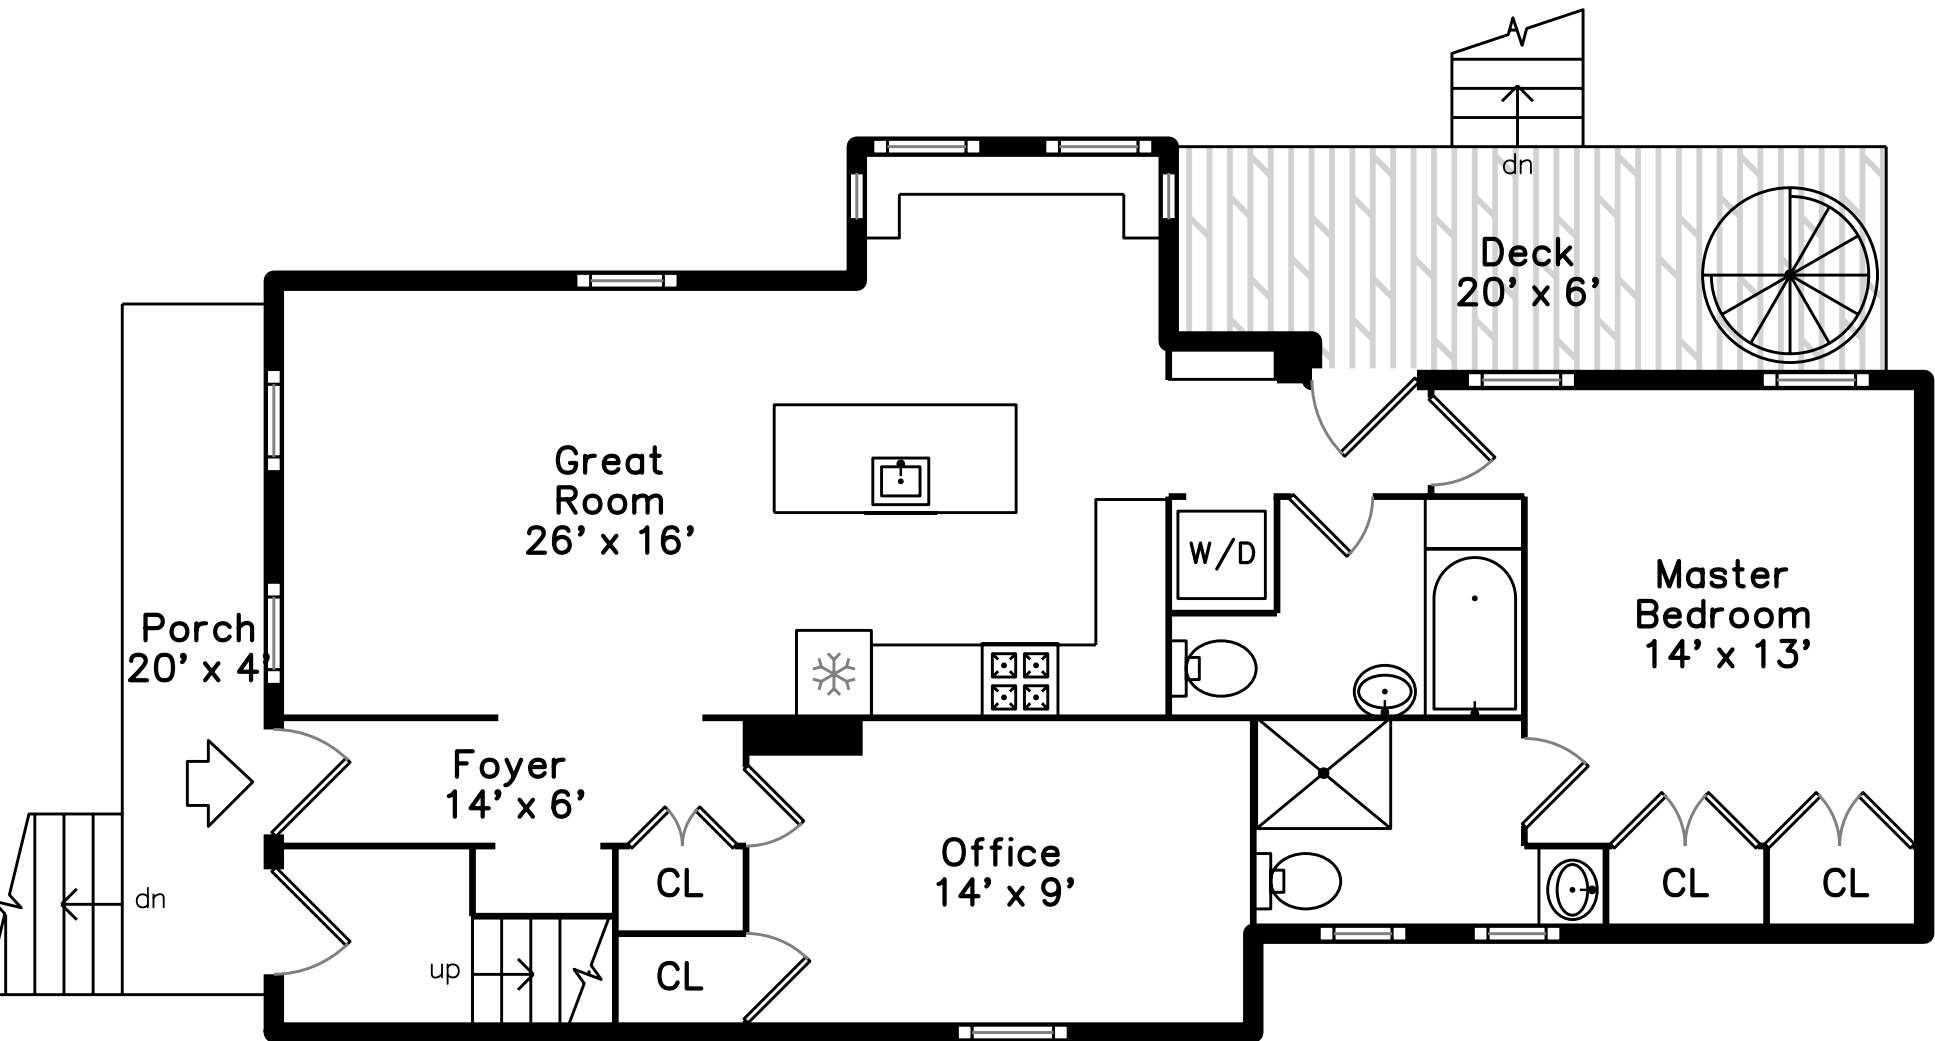 dn
Deck
20' x 6'
Great
Room
26' x 16'
W/D
Master
Bedroom
14' x 13'
Porch
20' x 4'
Foyer
14' x 6'
Office
14' x 9'
CL
CL
CL
dn
up
CL